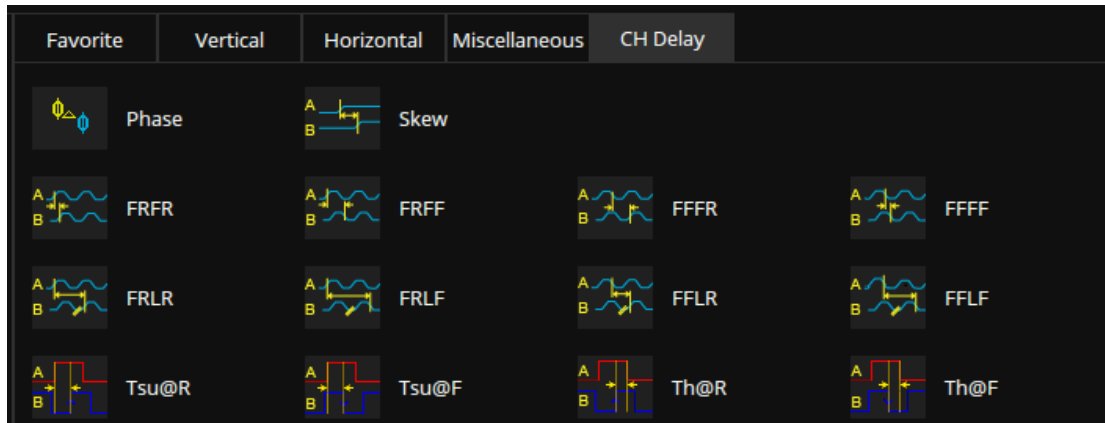 Favorite Vertical Horizontal Miscellaneous CH Delay
Phase A B Skew
A B FRFR A B FRFF A B FFFR A B FFFF
A B FRLR A B FRLF A B FFLR A B FFLF
A B Tsu@R A B Tsu@F A B Th@R A B Th@F